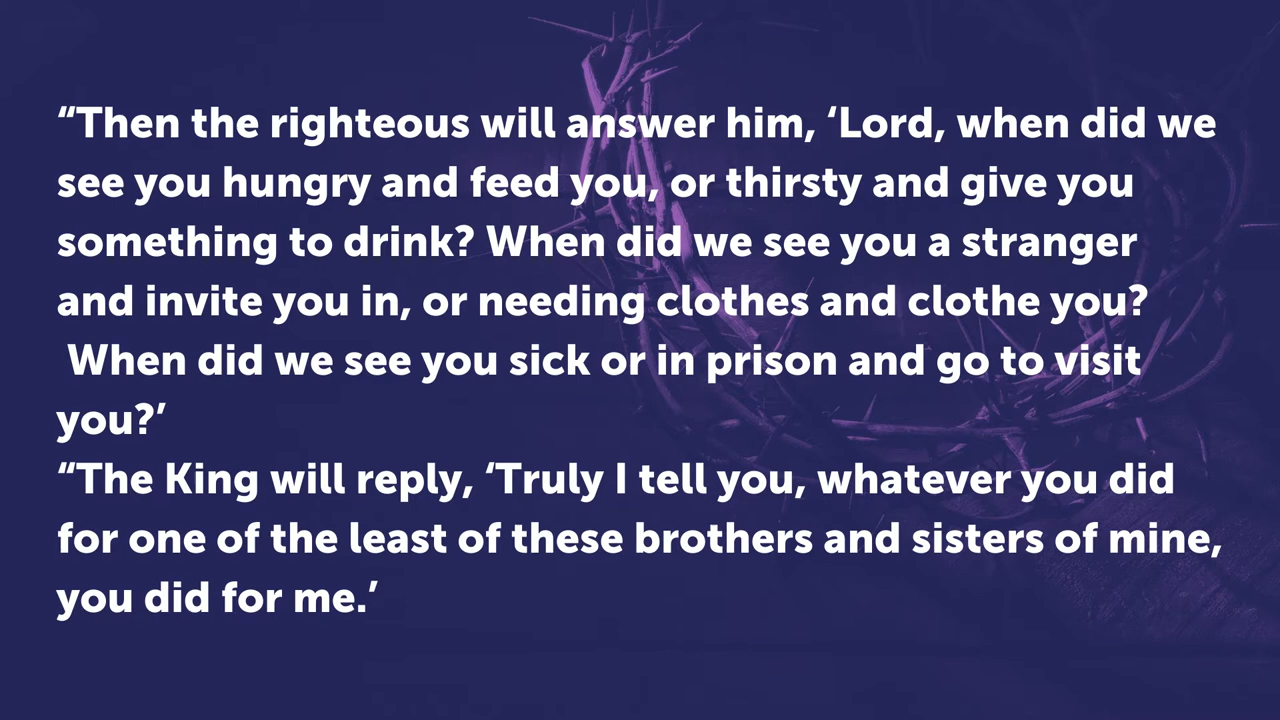 “Then the righteous will answer him, ‘Lord, when did we
see you hungry and feed you, or thirsty and give you
something to drink? When did we see you a stranger
and invite you in, or needing clothes and clothe you?
When did we see you sick or in prison and go to visit
you?’
“The King will reply, ‘Truly I tell you, whatever you did
for one of the least of these brothers and sisters of mine,
you did for me.’